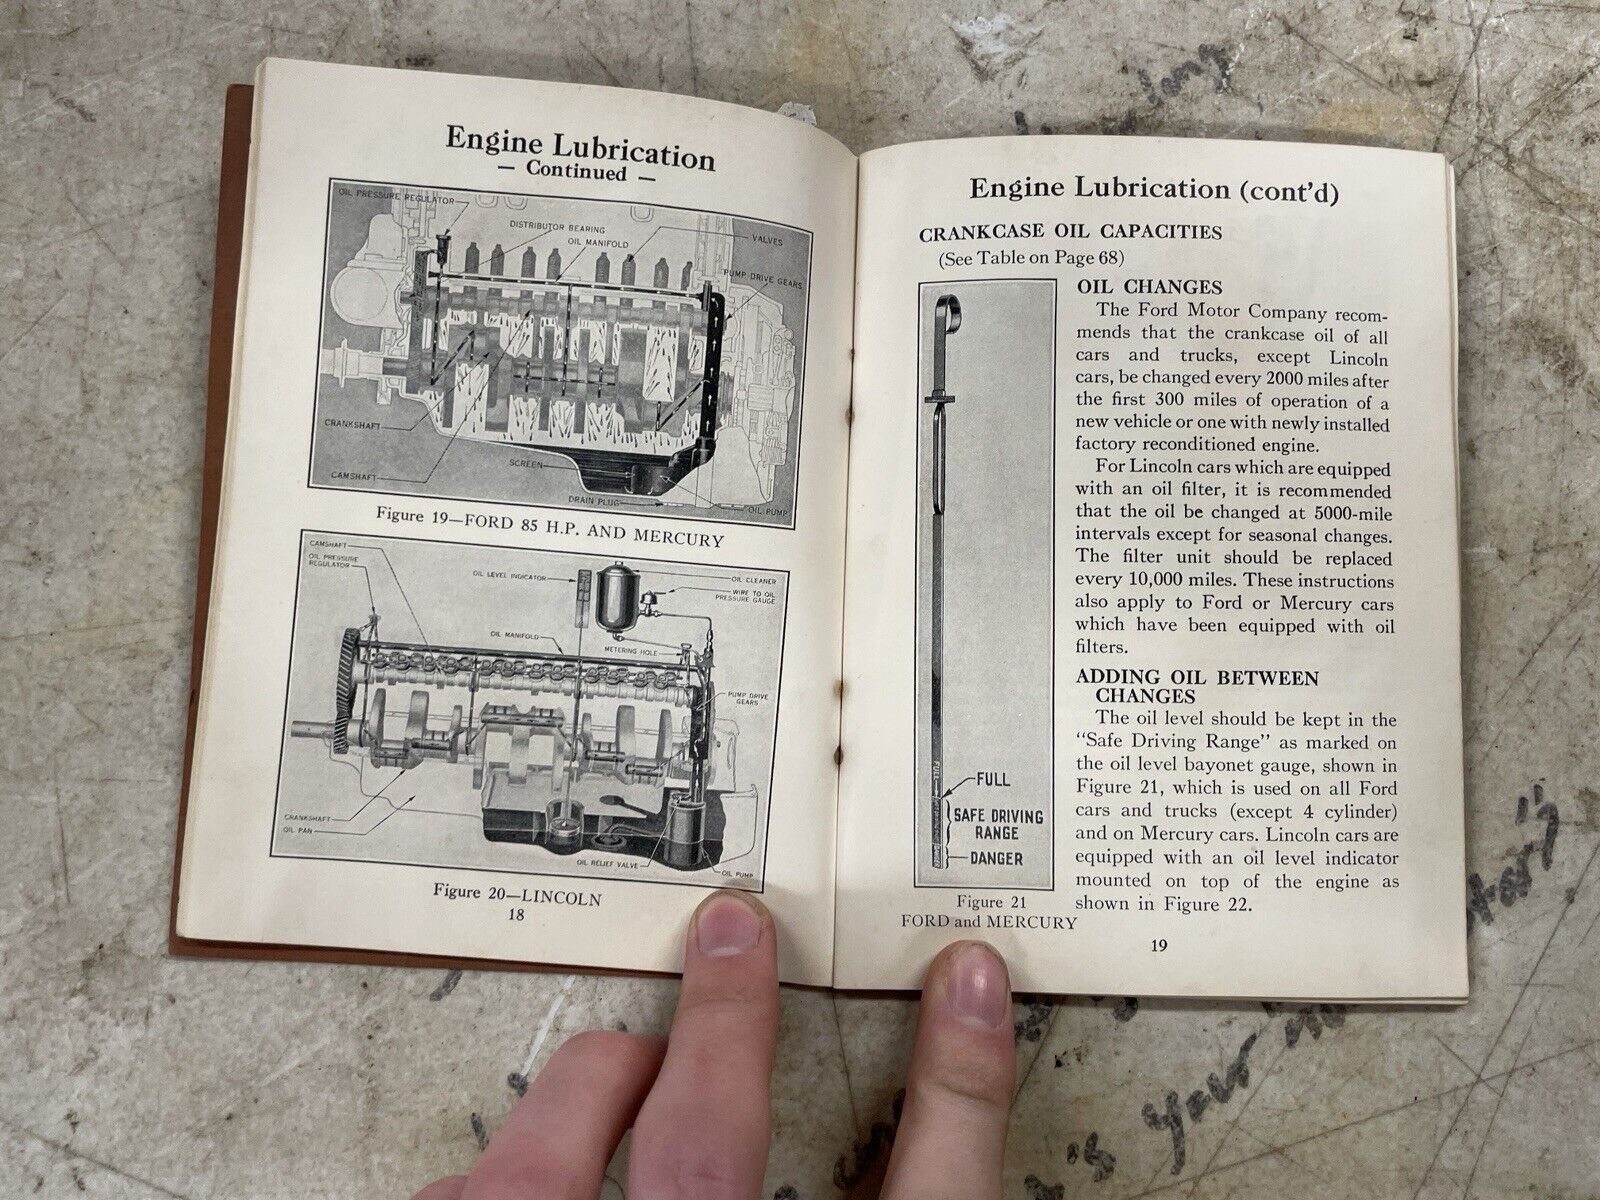 Engine Lubrication
— Continued —
OIL PRESSURE REGULATOR
DISTRIBUTOR BEARING
OIL MANIFOLD
VALVES
PUMP DRIVE GEARS
CRANKSHAFT
CAMSHAFT
SCREEN
DRAIN PLUG
OIL PUMP
Figure 19—FORD 85 H.P. AND MERCURY
CAMSHAFT
OIL PRESSURE
REGULATOR
OIL LEVEL INDICATOR
OIL CLEANER
WIRE TO OIL
PRESSURE GAUGE
OIL MANIFOLD
METERING HOLE
PUMP DRIVE
GEARS
CRANKSHAFT
OIL PAN
OIL RELIEF VALVE
OIL PUMP
Figure 20—LINCOLN
18
Engine Lubrication (cont'd)
CRANKCASE OIL CAPACITIES
(See Table on Page 68)
FULL
FULL
SAFE DRIVING
RANGE
DANGER
Figure 21
FORD and MERCURY
OIL CHANGES
The Ford Motor Company recom-
mends that the crankcase oil of all
cars and trucks, except Lincoln
cars, be changed every 2000 miles after
the first 300 miles of operation of a
new vehicle or one with newly installed
factory reconditioned engine.
For Lincoln cars which are equipped
with an oil filter, it is recommended
that the oil be changed at 5000-mile
intervals except for seasonal changes.
The filter unit should be replaced
every 10,000 miles. These instructions
also apply to Ford or Mercury cars
which have been equipped with oil
filters.
ADDING OIL BETWEEN
CHANGES
The oil level should be kept in the
"Safe Driving Range" as marked on
the oil level bayonet gauge, shown in
Figure 21, which is used on all Ford
cars and trucks (except 4 cylinder)
and on Mercury cars. Lincoln cars are
equipped with an oil level indicator
mounted on top of the engine as
shown in Figure 22.
19